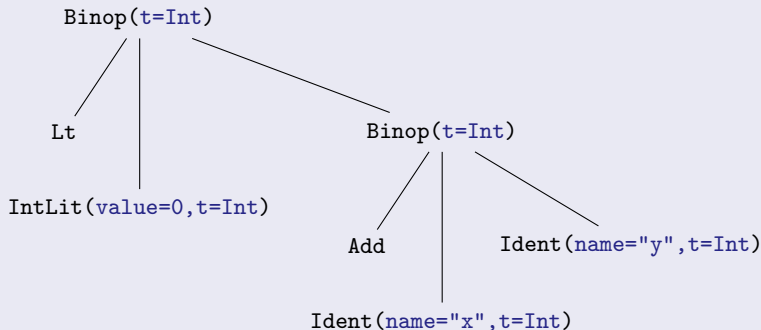 Binop(t=Int)
Lt
Binop(t=Int)
IntLit(value=0,t=Int)
Add
Ident(name="y",t=Int)
Ident(name="x",t=Int)